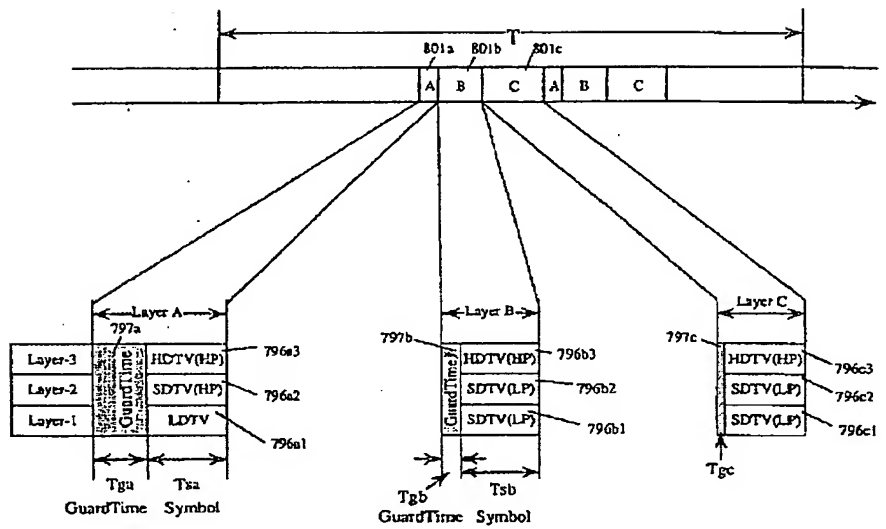 T
801a 801b 801c
A B C A B C
Layer A Layer B Layer C
797a 797b 797c
Layer-3 GuardTime HDTV(HP) 796a3 GuardTime HDTV(HP) 796b3 HDTV(HP) 796c3
Layer-2 SDTV(HP) 796a2 SDTV(LP) 796b2 SDTV(LP) 796c2
Layer-1 LDTV 796a1 SDTV(LP) 796b1 SDTV(LP) 796c1
Tga Tsa Tgb Tsb Tgc
GuardTime Symbol GuardTime Symbol